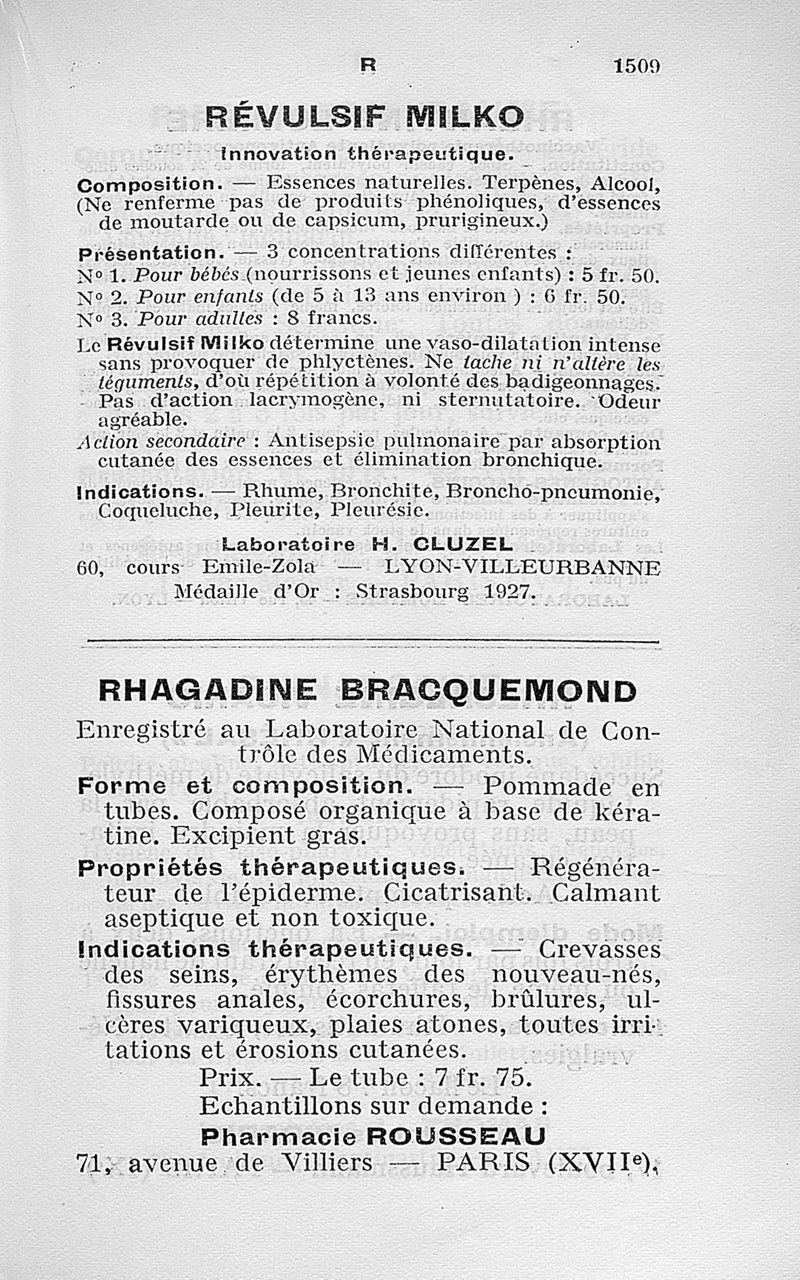 R 1509
RÉVULSIF MILKO
Innovation thérapeutique.
Composition. — Essences naturelles. Terpènes, Alcool,
(Ne renferme pas de produits phénoliques, d'essences
de moutarde ou de capsicum, prurigineux.)
Présentation. — 3 concentrations différentes :
Nº 1. Pour bébés (nourrissons et jeunes enfants) : 5 fr. 50.
Nº 2. Pour enfants (de 5 à 13 ans environ ) : 6 fr. 50.
Nº 3. Pour adultes : 8 francs.
Le Révulsif Milko détermine une vaso-dilatation intense
sans provoquer de phlyctènes. Ne tache ni n'altère les
téguments, d'où répétition à volonté des badigeonnages.
Pas d'action lacrymogène, ni sternutatoire. Odeur
agréable.
Action secondaire : Antisepsie pulmonaire par absorption
cutanée des essences et élimination bronchique.
Indications. — Rhume, Bronchite, Broncho-pneumonie,
Coqueluche, Pleurite, Pleurésie.
Laboratoire H. CLUZEL
60, cours Emile-Zola — LYON-VILLEURBANNE
Médaille d'Or : Strasbourg 1927.
RHAGADINE BRACQUEMOND
Enregistré au Laboratoire National de Con-
trôle des Médicaments.
Forme et composition. — Pommade en
tubes. Composé organique à base de kéra-
tine. Excipient gras.
Propriétés thérapeutiques. — Régénéra-
teur de l'épiderme. Cicatrisant. Calmant
aseptique et non toxique.
Indications thérapeutiques. — Crevasses
des seins, érythèmes des nouveau-nés,
fissures anales, écorchures, brûlures, ul-
cères variqueux, plaies atones, toutes irri-
tations et érosions cutanées.
Prix. — Le tube : 7 fr. 75.
Echantillons sur demande :
Pharmacie ROUSSEAU
71, avenue de Villiers — PARIS (XVIIᵉ).